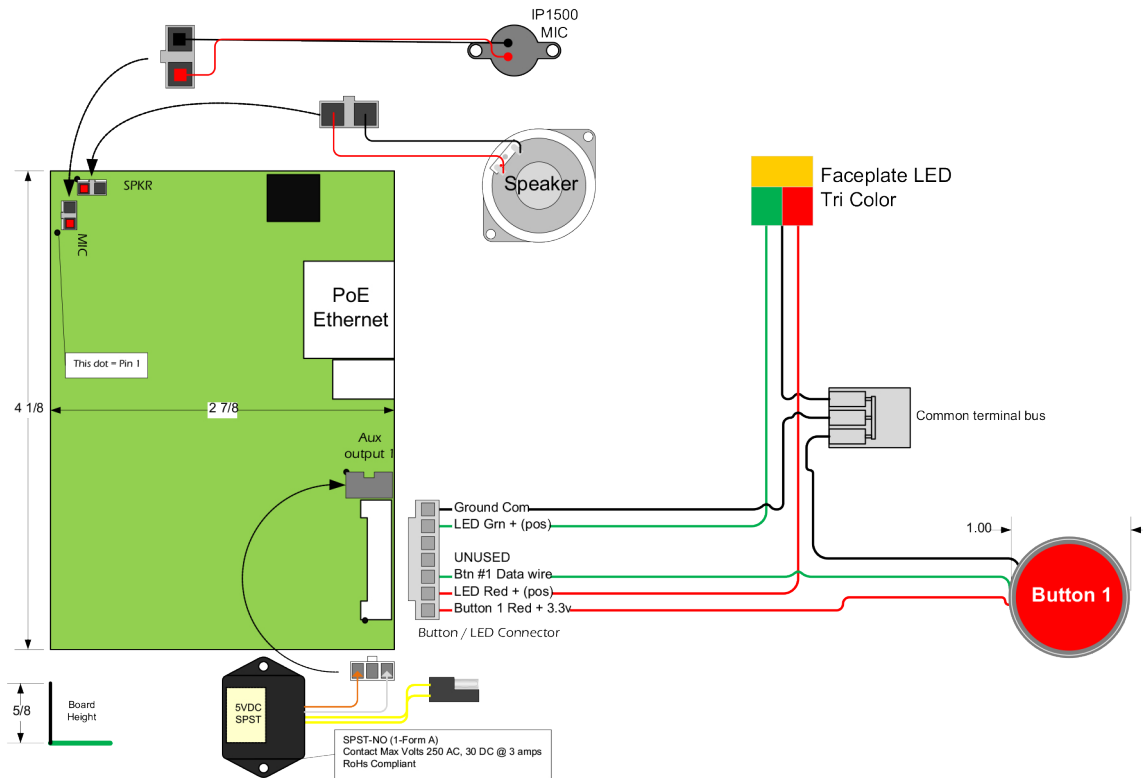 IP1500
MIC
SPKR
Speaker
MIC
Faceplate LED
Tri Color
PoE
Ethernet
This dot = Pin 1
4 1/8
2 7/8
Common terminal bus
Aux
output 1
Ground Com
LED Grn + (pos)
UNUSED
Btn #1 Data wire
LED Red + (pos)
Button 1 Red + 3.3v
Button / LED Connector
1.00
Button 1
5/8
Board
Height
5VDC
SPST
SPST-NO (1-Form A)
Contact Max Volts 250 AC, 30 DC @ 3 amps
RoHs Compliant